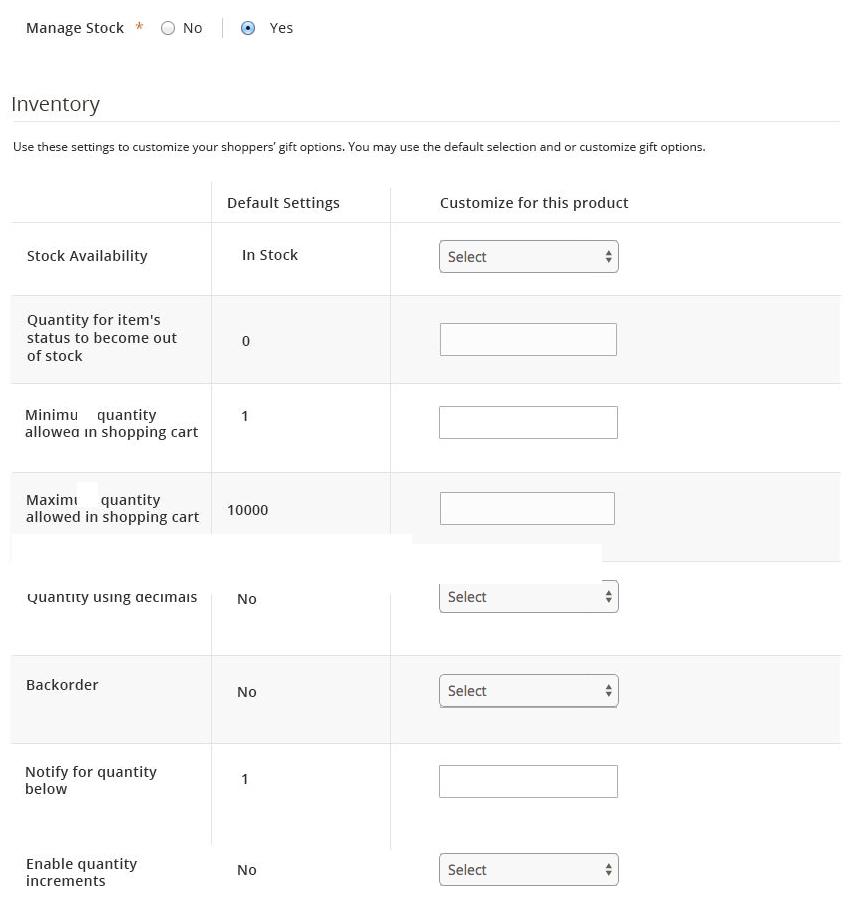 Manage Stock * No Yes
Inventory
Use these settings to customize your shoppers' gift options. You may use the default selection and or customize gift options.
Default Settings Customize for this product
Stock Availability In Stock Select
Quantity for item's
status to become out
of stock
0
Minimu quantity
allowed in shopping cart
1
Maximu quantity
allowed in shopping cart
10000
Quantity using decimals No Select
Backorder No Select
Notify for quantity
below
1
Enable quantity
increments
No Select